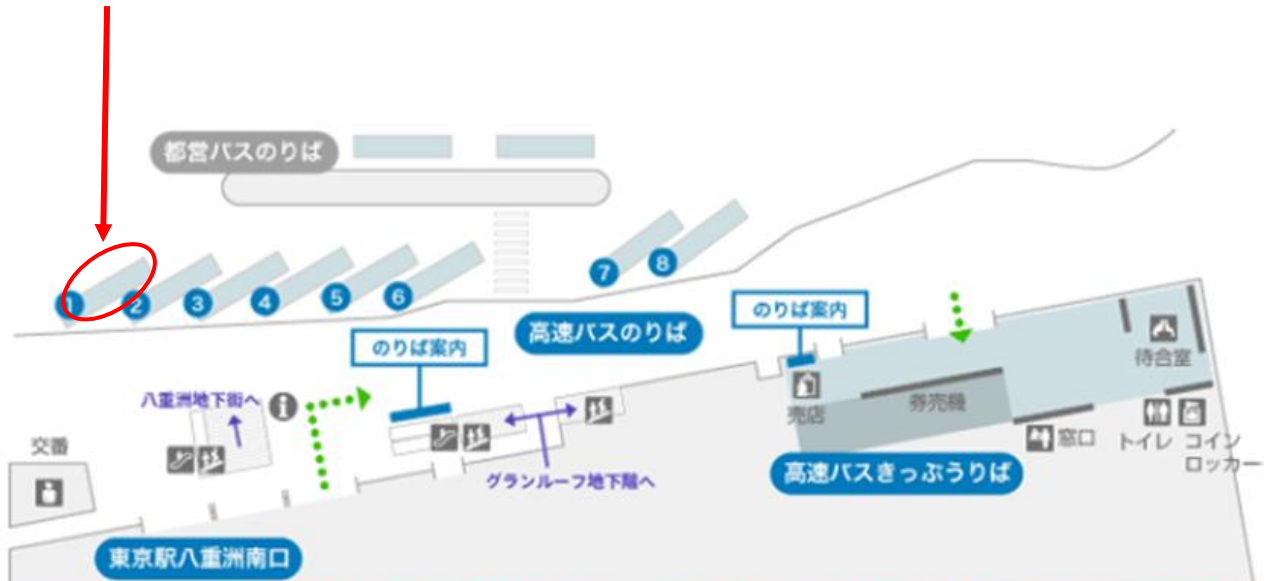 都営バスのりば
1
2
3
4
5
6
7
8
高速バスのりば
のりば案内
のりば案内
八重洲地下街へ
i
交番
グランルーフ地下階へ
売店
券売機
待合室
窓口
トイレ
コイン
ロッカー
高速バスきっぷうりば
東京駅八重洲南口